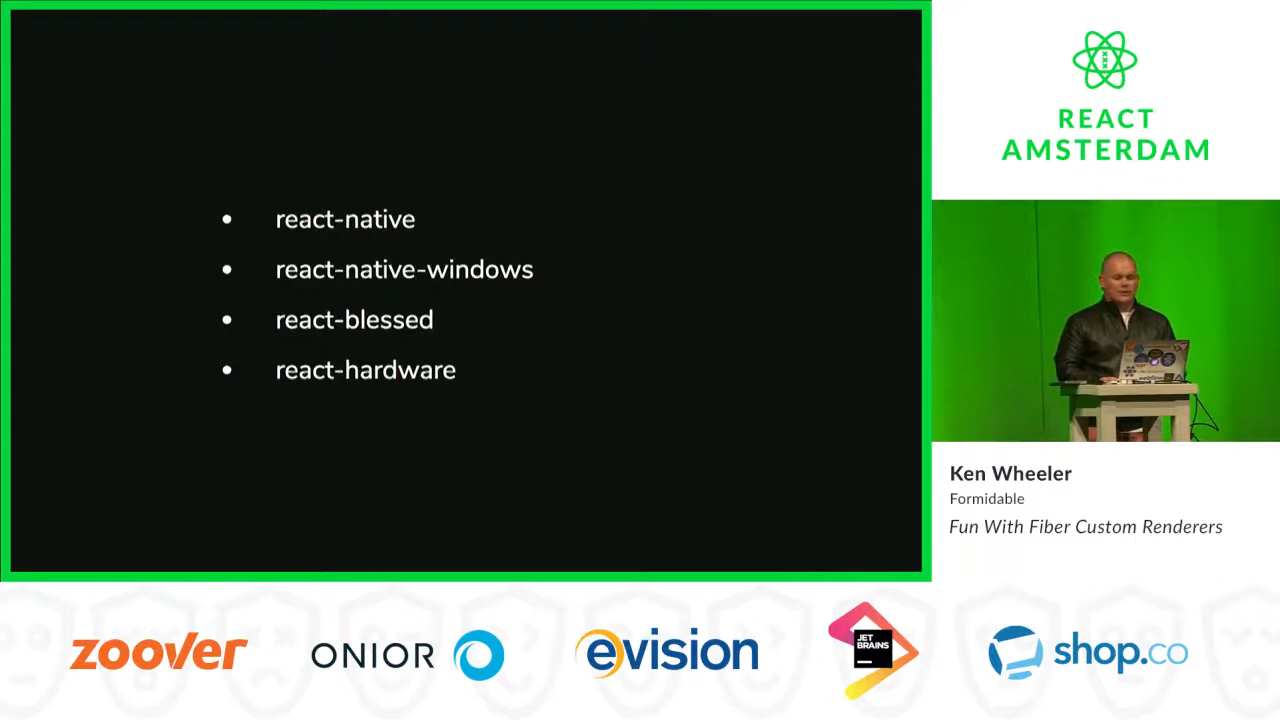 react-native
react-native-windows
react-blessed
react-hardware
REACT
AMSTERDAM
Ken Wheeler
Formidable
Fun With Fiber Custom Renderers
zoover
ONIOR
evision
JET
BRAINS
shop.co